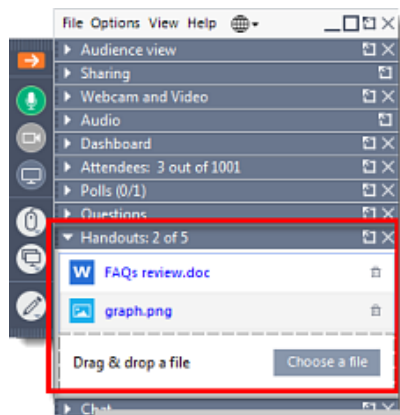 File Options View Help
Audience view
Sharing
Webcam and Video
Audio
Dashboard
Attendees: 3 out of 1001
Polls (0/1)
Questions
Handouts: 2 of 5
W FAQs review.doc
graph.png
Drag & drop a file Choose a file
Chat